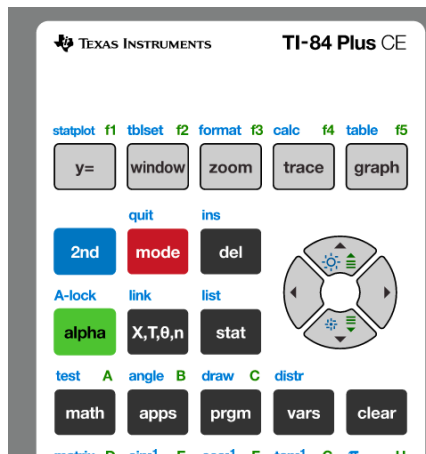 TEXAS INSTRUMENTS TI-84 Plus CE
statplot f1 tblset f2 format f3 calc f4 table f5
y= window zoom trace graph
quit ins
2nd mode del
A-lock link list
alpha X,T,θ,n stat
test A angle B draw C distr
math apps prgm vars clear